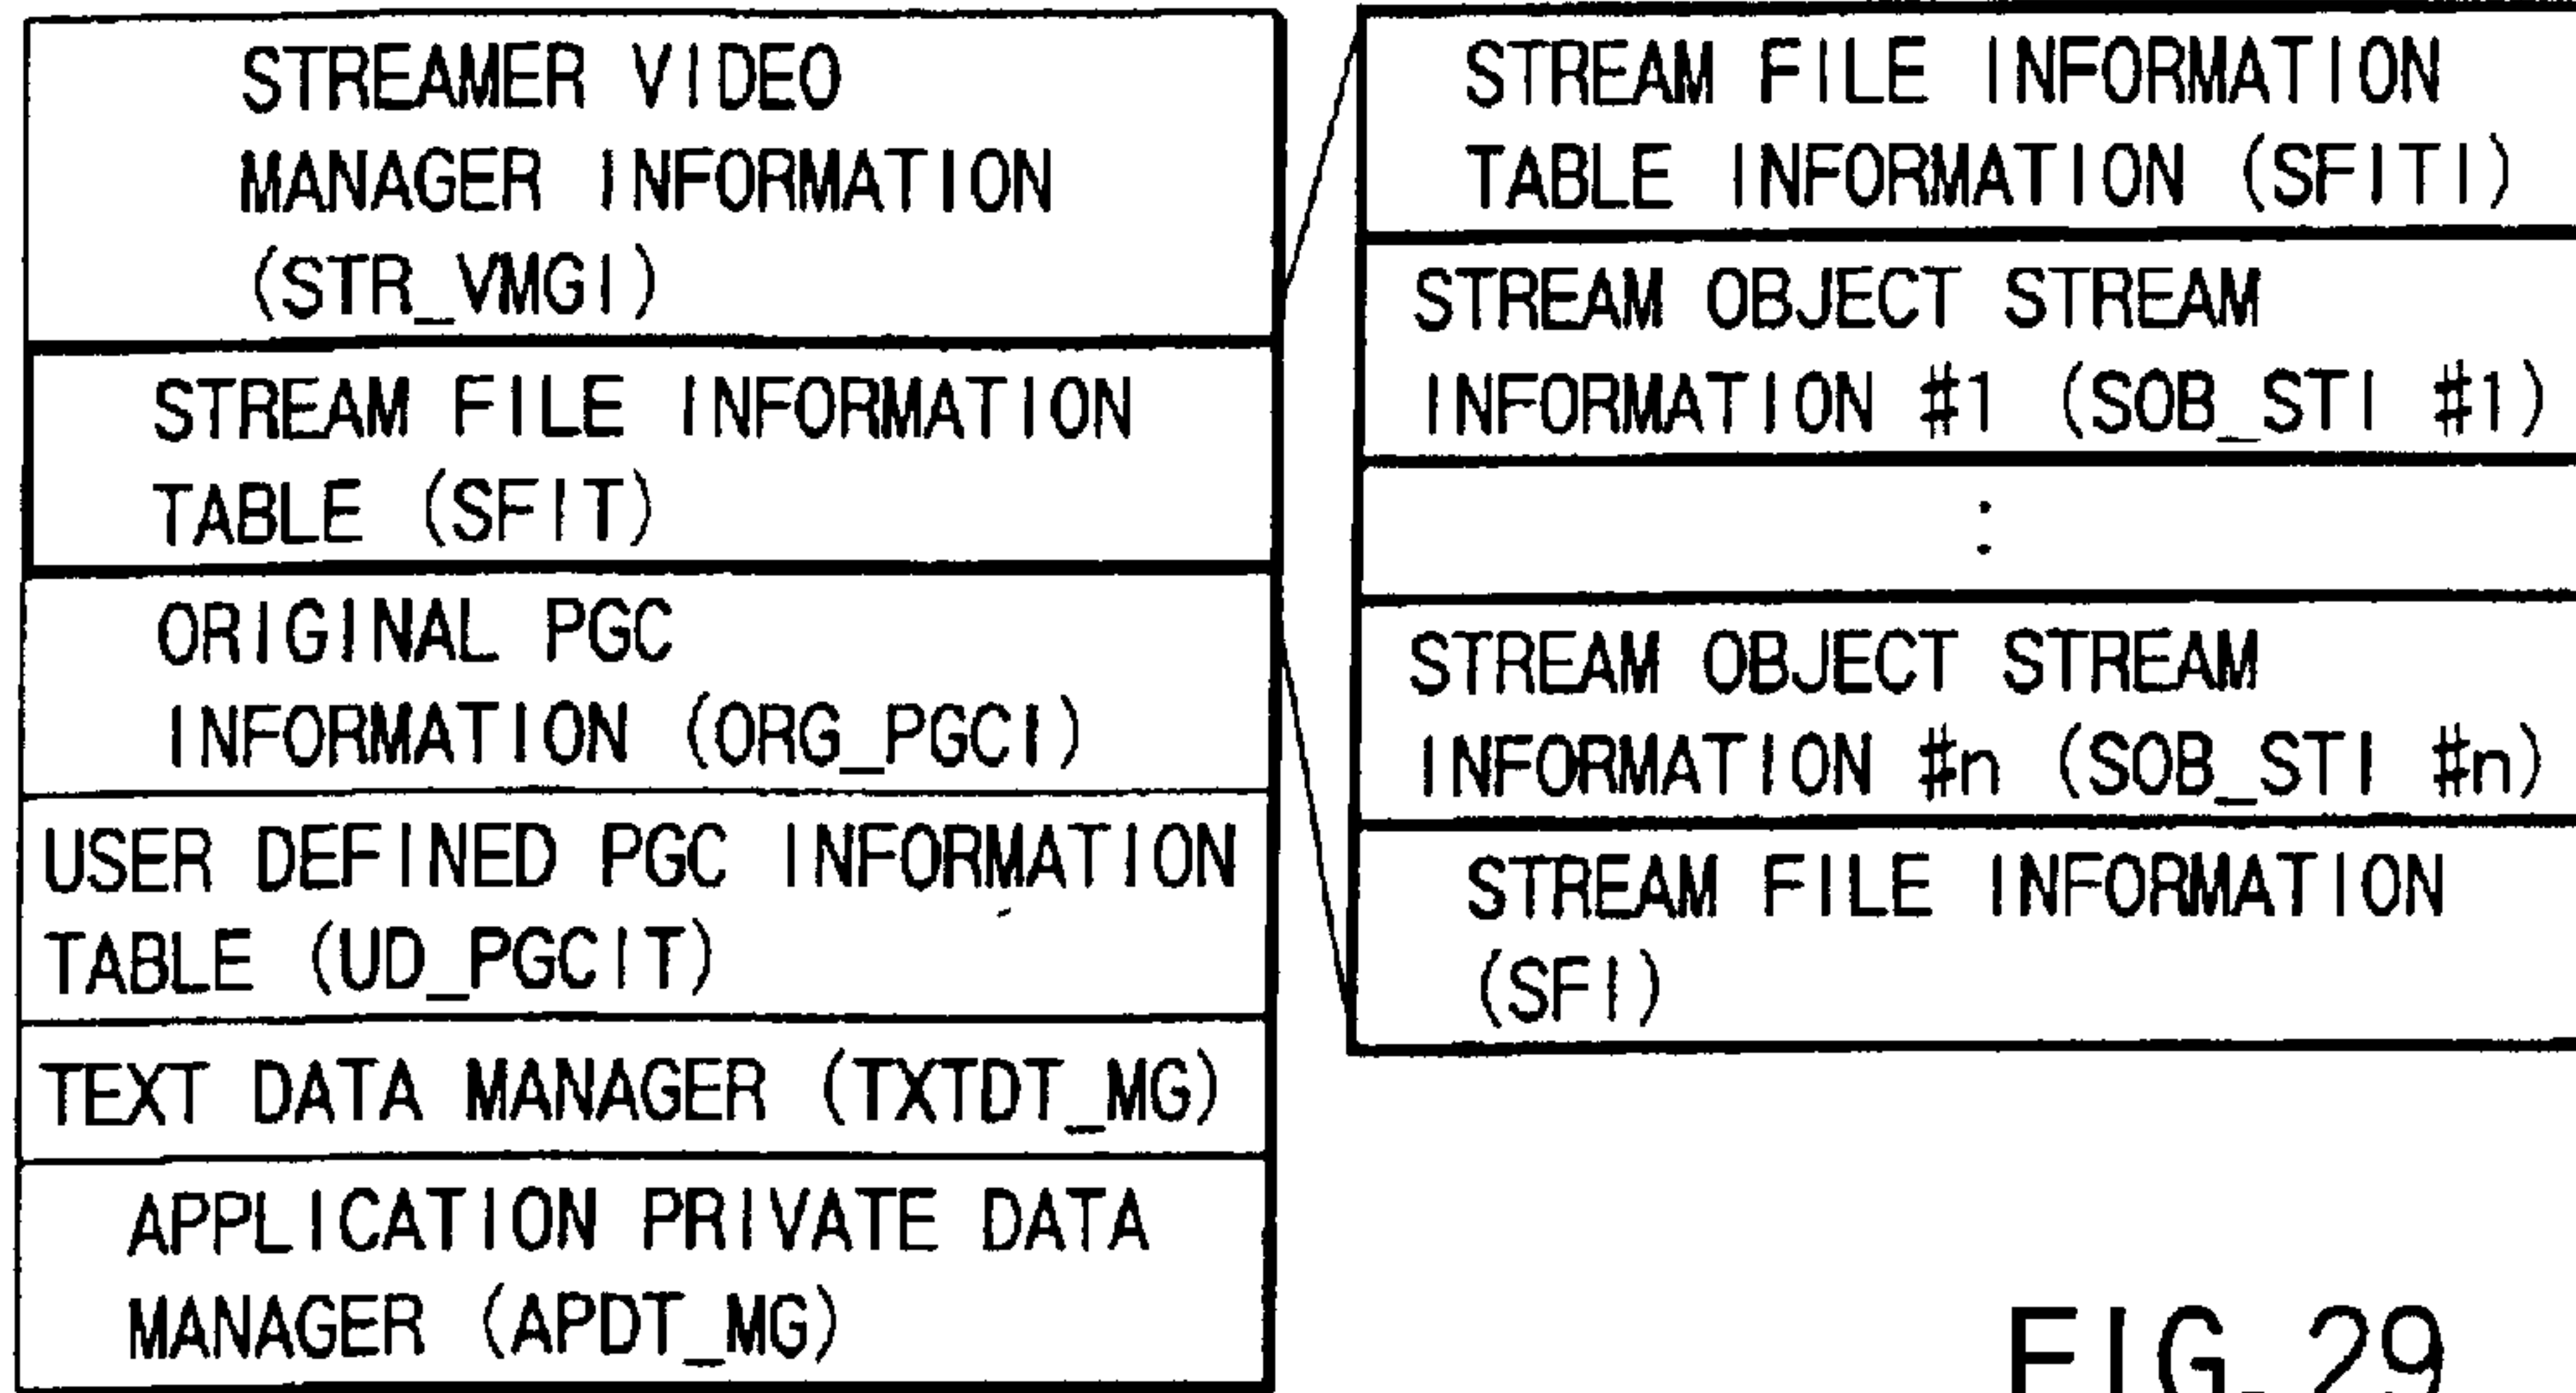 STREAMER VIDEO
MANAGER INFORMATION
(STR_VMGI)
STREAM FILE INFORMATION
TABLE (SFIT)
ORIGINAL PGC
INFORMATION (ORG_PGCI)
USER DEFINED PGC INFORMATION
TABLE (UD_PGCIT)
TEXT DATA MANAGER (TXTDT_MG)
APPLICATION PRIVATE DATA
MANAGER (APDT_MG)
STREAM FILE INFORMATION
TABLE INFORMATION (SFITI)
STREAM OBJECT STREAM
INFORMATION #1 (SOB_STI #1)
:
STREAM OBJECT STREAM
INFORMATION #n (SOB_STI #n)
STREAM FILE INFORMATION
(SFI)
FIG. 29